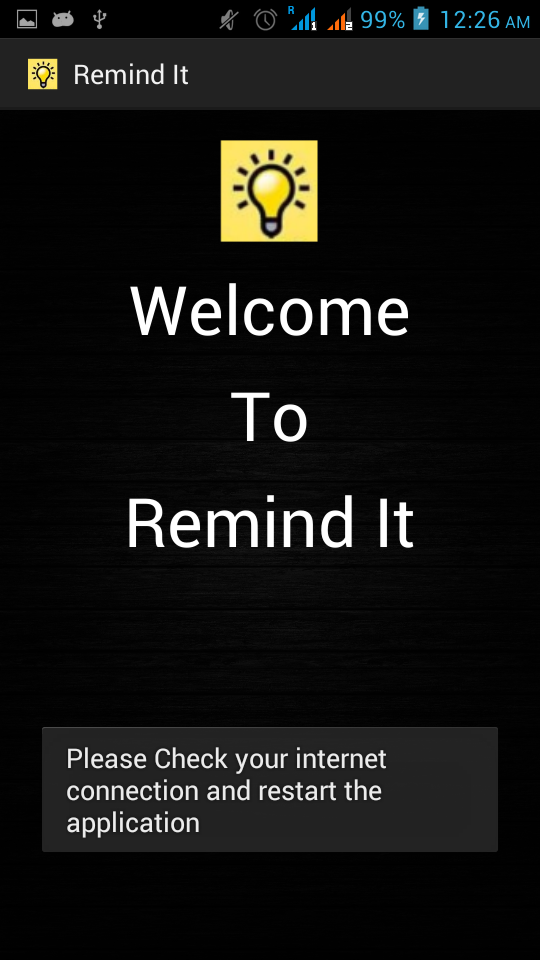 R 1 2 99% 12:26 AM
Remind It
Welcome
To
Remind It
Please Check your internet
connection and restart the
application